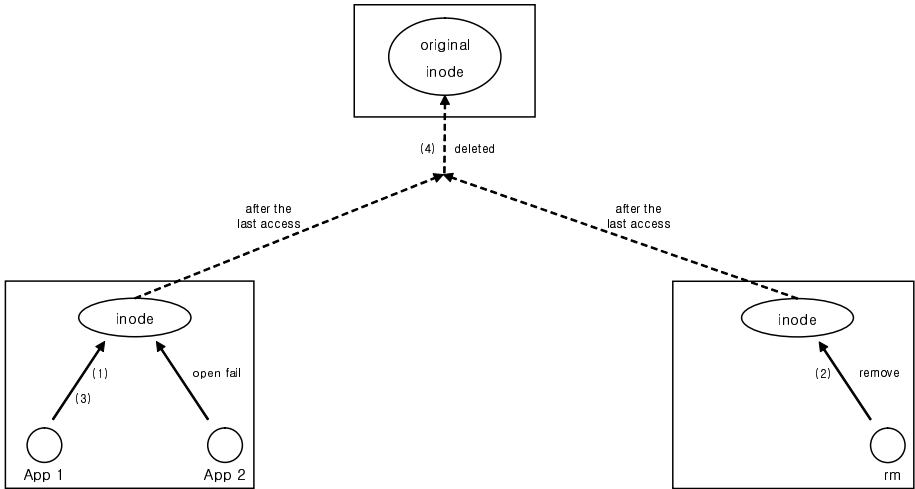 original
inode
(4) deleted
after the
last access
after the
last access
inode
inode
(1)
open fail
(2)
remove
(3)
App 1
App 2
rm